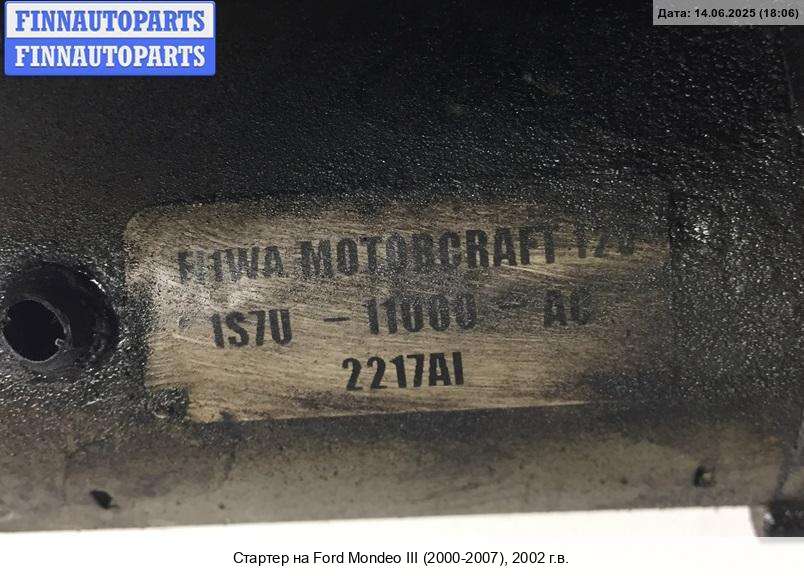 FINNAUTOPARTS
FINNAUTOPARTS
Дата: 14.06.2025 (18:06)
MOTORCRAFT 12V
1S7U - 11000 - AC
2217AI
Стартер на Ford Mondeo III (2000-2007), 2002 г.в.